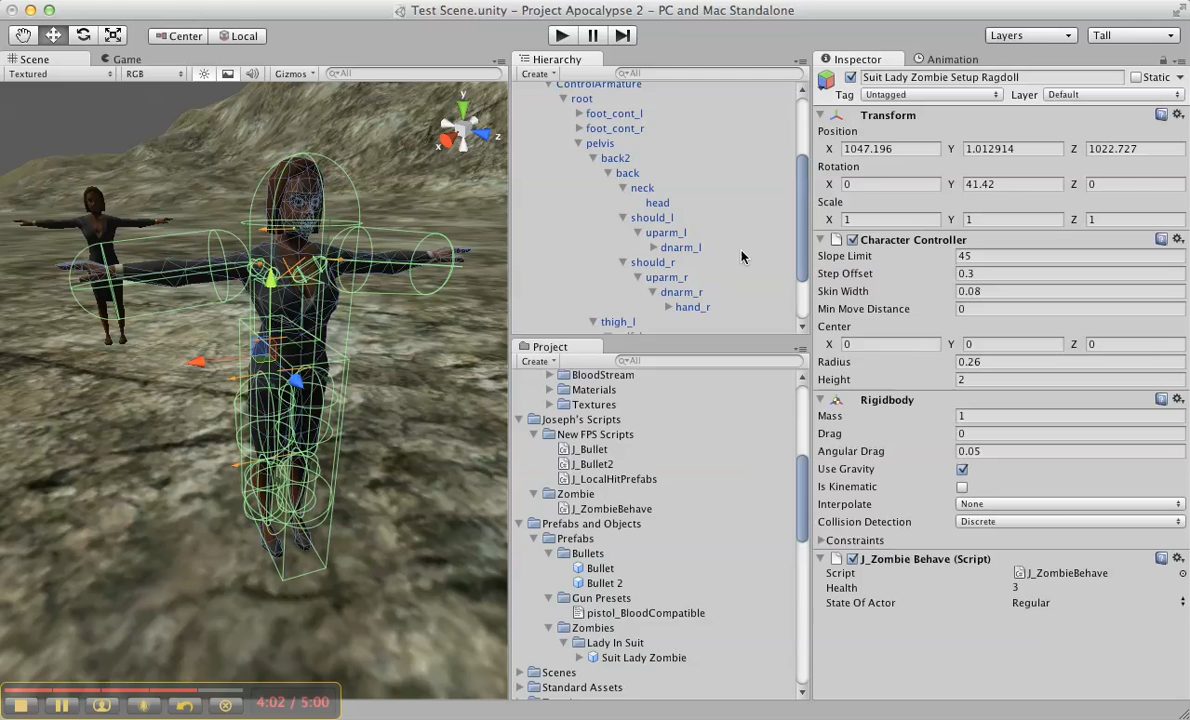 Test Scene.unity - Project Apocalypse 2 - PC and Mac Standalone
Center Local Layers Tall
Scene Game
Textured RGB Gizmos All
x y z
4:02 / 5:00
Hierarchy
Create All
ControlArmature
root
foot_cont_l
foot_cont_r
pelvis
back2
back
neck
head
should_l
uparm_l
dnarm_l
should_r
uparm_r
dnarm_r
hand_r
thigh_l
Project
Create All
BloodStream
Materials
Textures
Joseph's Scripts
New FPS Scripts
J_Bullet
J_Bullet2
J_LocalHitPrefabs
Zombie
J_ZombieBehave
Prefabs and Objects
Prefabs
Bullets
Bullet
Bullet 2
Gun Presets
pistol_BloodCompatible
Zombies
Lady In Suit
Suit Lady Zombie
Scenes
Standard Assets
Inspector Animation
Suit Lady Zombie Setup Ragdoll Static
Tag Untagged Layer Default
Transform
Position
X 1047.196 Y 1.012914 Z 1022.727
Rotation
X 0 Y 41.42 Z 0
Scale
X 1 Y 1 Z 1
Character Controller
Slope Limit 45
Step Offset 0.3
Skin Width 0.08
Min Move Distance 0
Center
X 0 Y 0 Z 0
Radius 0.26
Height 2
Rigidbody
Mass 1
Drag 0
Angular Drag 0.05
Use Gravity
Is Kinematic
Interpolate None
Collision Detection Discrete
Constraints
J_Zombie Behave (Script)
Script J_ZombieBehave
Health 3
State Of Actor Regular